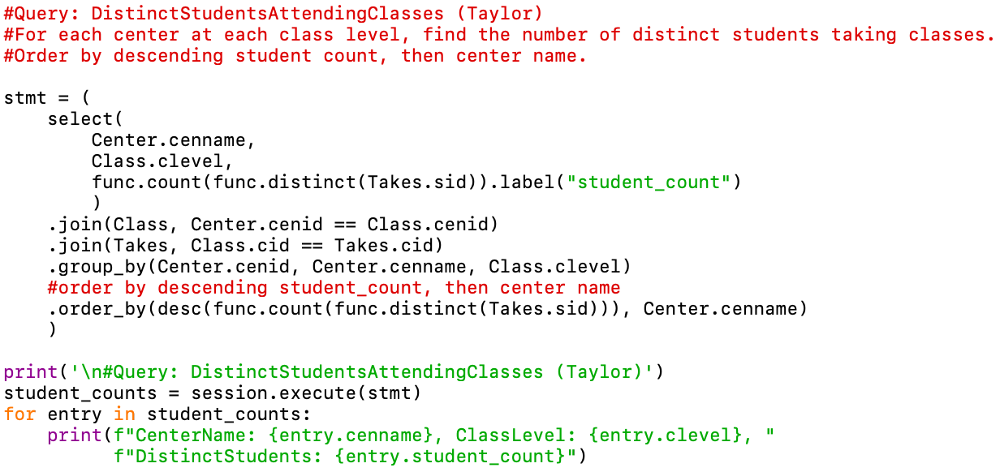 #Query: DistinctStudentsAttendingClasses (Taylor)
#For each center at each class level, find the number of distinct students taking classes.
#Order by descending student count, then center name.

stmt = (
    select(
        Center.cenname,
        Class.clevel,
        func.count(func.distinct(Takes.sid)).label("student_count")
        )
    .join(Class, Center.cenid == Class.cenid)
    .join(Takes, Class.cid == Takes.cid)
    .group_by(Center.cenid, Center.cenname, Class.clevel)
    #order by descending student_count, then center name
    .order_by(desc(func.count(func.distinct(Takes.sid))), Center.cenname)
    )

print('\n#Query: DistinctStudentsAttendingClasses (Taylor)')
student_counts = session.execute(stmt)
for entry in student_counts:
    print(f"CenterName: {entry.cenname}, ClassLevel: {entry.clevel}, "
          f"DistinctStudents: {entry.student_count}")